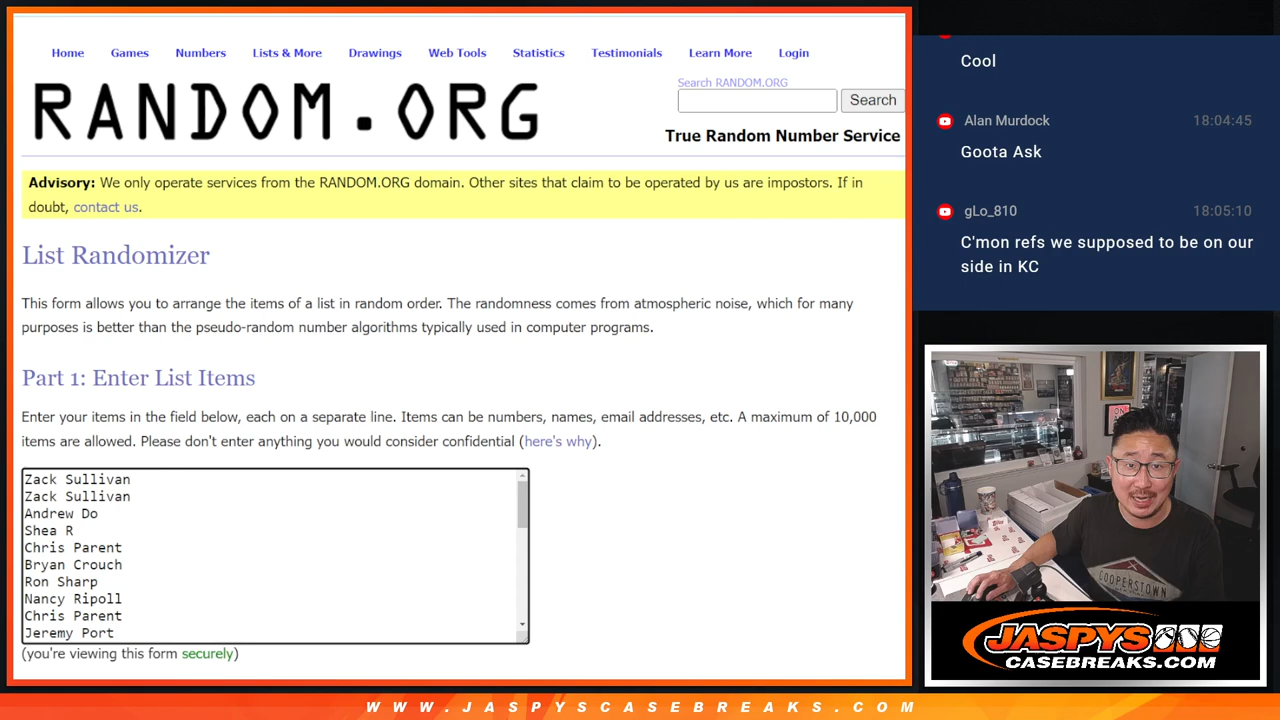 Home Games Numbers Lists & More Drawings Web Tools Statistics Testimonials Learn More Login
RANDOM.ORG
Search RANDOM.ORG
Search
True Random Number Service
Advisory: We only operate services from the RANDOM.ORG domain. Other sites that claim to be operated by us are impostors. If in
doubt, contact us.
List Randomizer
This form allows you to arrange the items of a list in random order. The randomness comes from atmospheric noise, which for many
purposes is better than the pseudo-random number algorithms typically used in computer programs.
Part 1: Enter List Items
Enter your items in the field below, each on a separate line. Items can be numbers, names, email addresses, etc. A maximum of 10,000
items are allowed. Please don't enter anything you would consider confidential (here's why).
Zack Sullivan
Zack Sullivan
Andrew Do
Shea R
Chris Parent
Bryan Crouch
Ron Sharp
Nancy Ripoll
Chris Parent
Jeremy Port
(you're viewing this form securely)
Cool
Alan Murdock 18:04:45
Goota Ask
gLo_810 18:05:10
C'mon refs we supposed to be on our
side in KC
COOPERSTOWN
JASPYS
CASEBREAKS.COM
WWW.JASPYSCASEBREAKS.COM